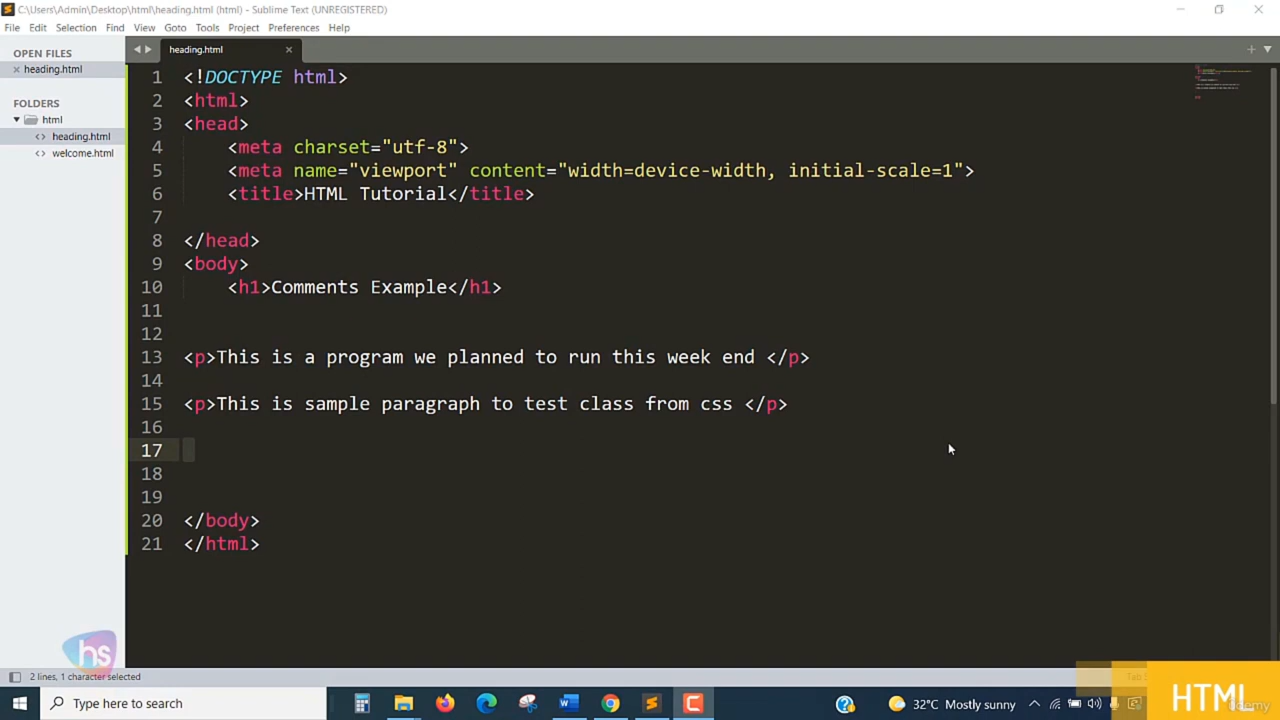 C:\Users\Admin\Desktop\html\heading.html (html) - Sublime Text (UNREGISTERED)
File Edit Selection Find View Goto Tools Project Preferences Help
OPEN FILES
heading.html
FOLDERS
html
heading.html
welcome.html
heading.html
1 <!DOCTYPE html>
2 <html>
3 <head>
4 <meta charset="utf-8">
5 <meta name="viewport" content="width=device-width, initial-scale=1">
6 <title>HTML Tutorial</title>
7
8 </head>
9 <body>
10 <h1>Comments Example</h1>
11
12
13 <p>This is a program we planned to run this week end </p>
14
15 <p>This is sample paragraph to test class from css </p>
16
17
18
19
20 </body>
21 </html>
hs
2 lines, 1 character selected
Type here to search
32°C Mostly sunny
HTML
Udemy